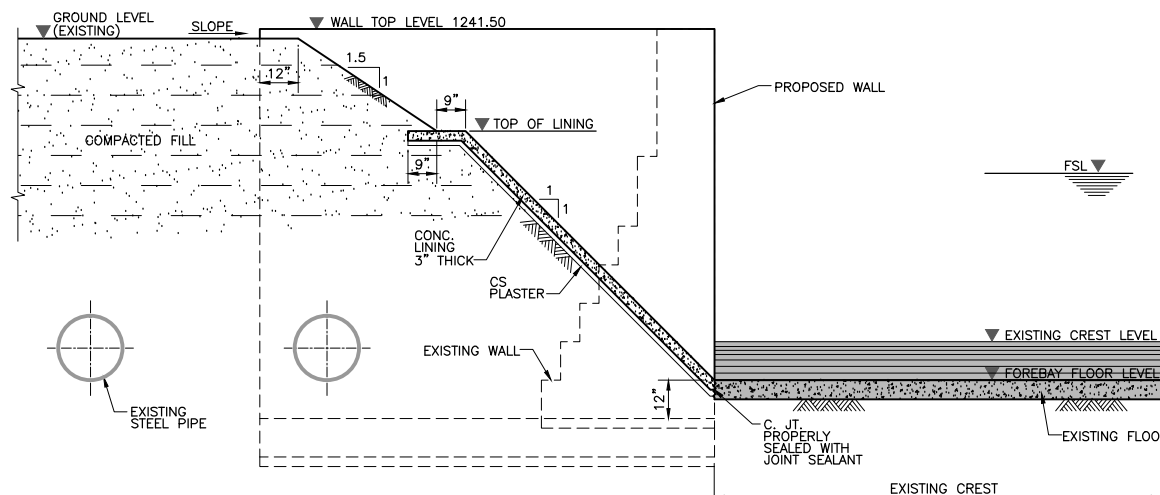 GROUND LEVEL
(EXISTING)
SLOPE
WALL TOP LEVEL 1241.50
1.5
1
12"
9"
PROPOSED WALL
TOP OF LINING
COMPACTED FILL
9"
FSL
1
1
CONC.
LINING
3" THICK
CS
PLASTER
EXISTING CREST LEVEL
EXISTING WALL
FOREBAY FLOOR LEVEL
12"
EXISTING
STEEL PIPE
C. JT.
PROPERLY
SEALED WITH
JOINT SEALANT
EXISTING FLOO
EXISTING CREST